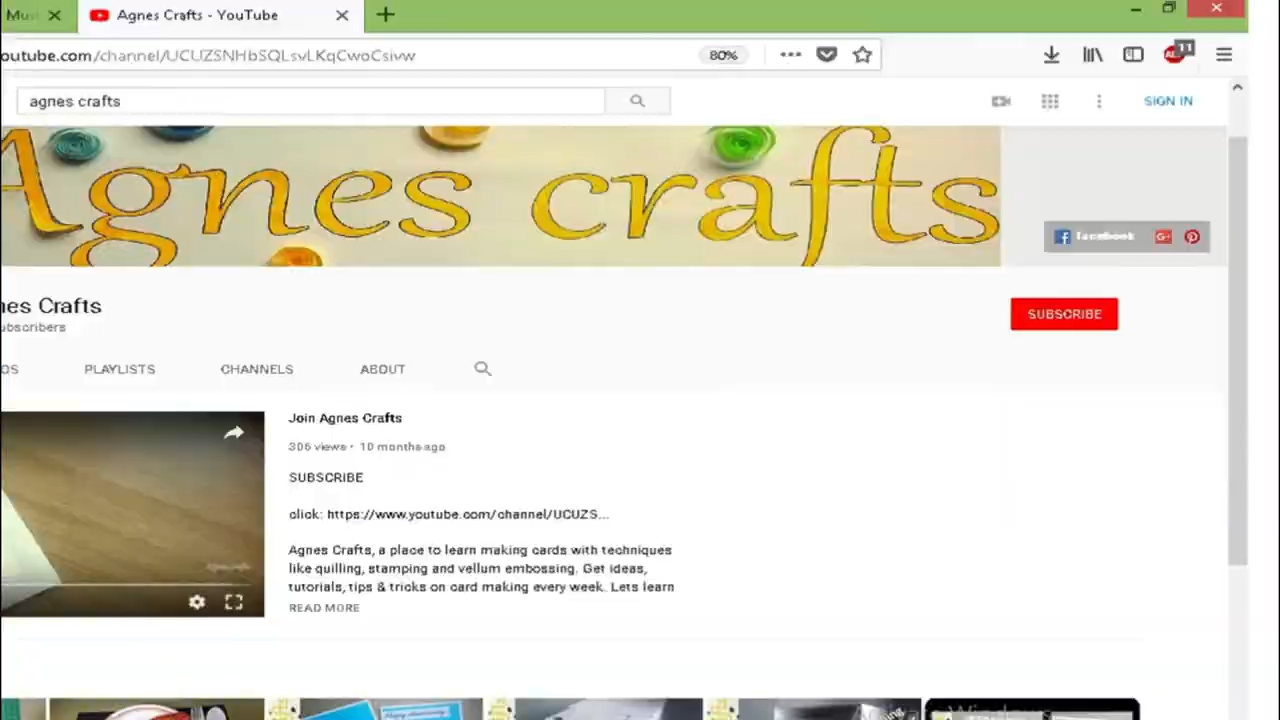 Agnes Crafts - YouTube
outube.com/channel/UCUZSNHbSQLsvLKqCwoCsivw
80%
11
agnes crafts
SIGN IN
Agnes crafts
facebook
nes Crafts
ubscribers
SUBSCRIBE
OS
PLAYLISTS
CHANNELS
ABOUT
Join Agnes Crafts
306 views • 10 months ago
SUBSCRIBE
click: https://www.youtube.com/channel/UCUZS...
Agnes Crafts, a place to learn making cards with techniques
like quilling, stamping and vellum embossing. Get ideas,
tutorials, tips & tricks on card making every week. Lets learn
READ MORE